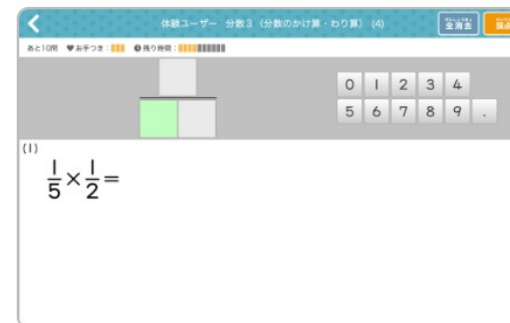 体験ユーザー 分数3(分数のかけ算・わり算) (4)
全消去
あと10問 ♥お手つき: 残り時間:
0 1 2 3 4
5 6 7 8 9 .
(1)
1/5×1/2=